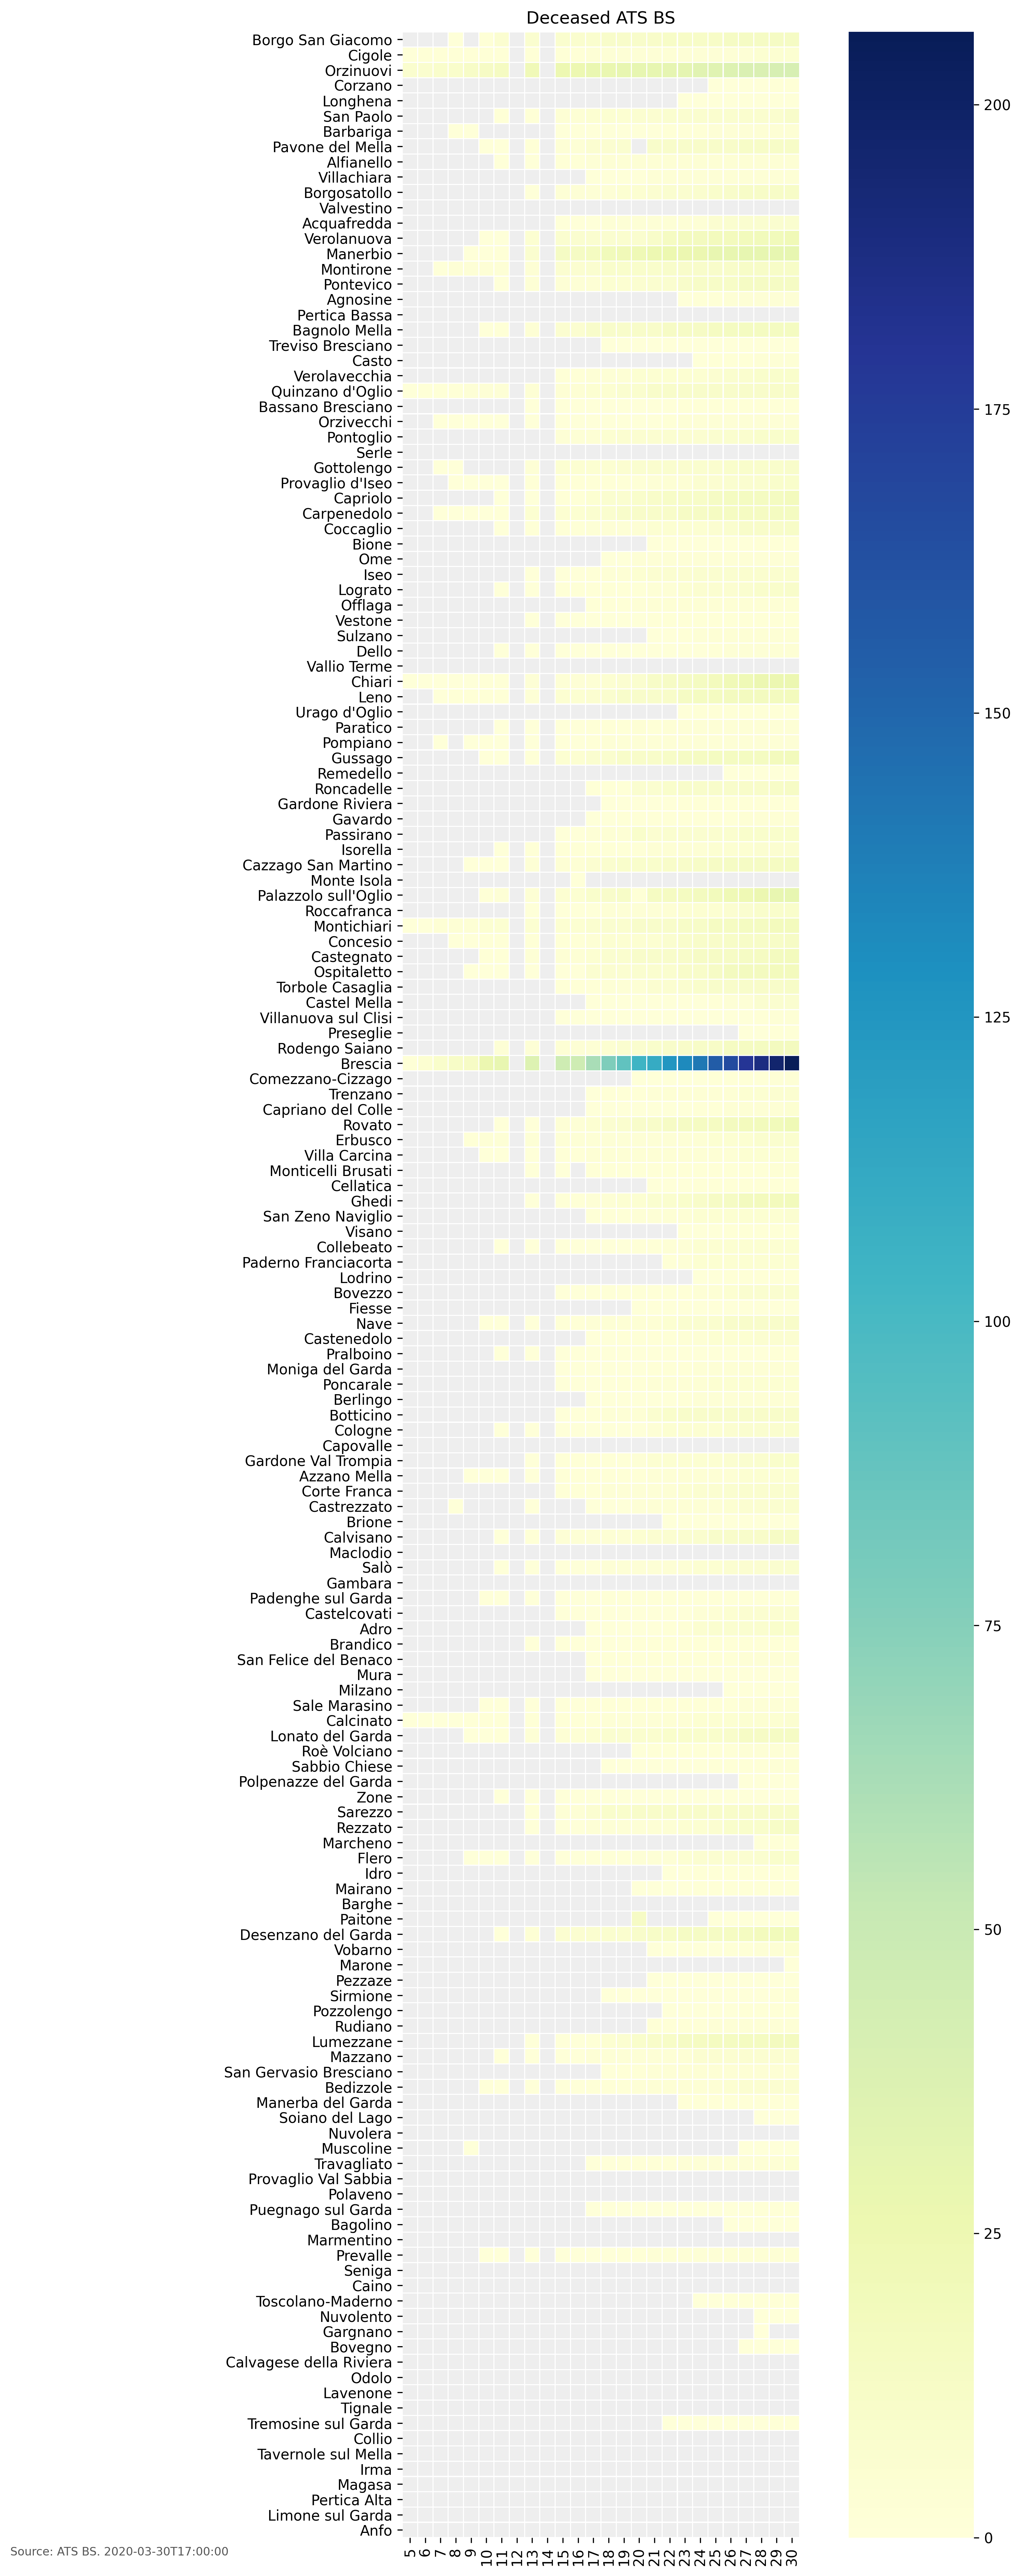 Deceased ATS BS
Borgo San Giacomo
Cigole
Orzinuovi
Corzano
Longhena
San Paolo
Barbariga
Pavone del Mella
Alfianello
Villachiara
Borgosatollo
Valvestino
Acquafredda
Verolanuova
Manerbio
Montirone
Pontevico
Agnosine
Pertica Bassa
Bagnolo Mella
Treviso Bresciano
Casto
Verolavecchia
Quinzano d'Oglio
Bassano Bresciano
Orzivecchi
Pontoglio
Serle
Gottolengo
Provaglio d'Iseo
Capriolo
Carpenedolo
Coccaglio
Bione
Ome
Iseo
Lograto
Offlaga
Vestone
Sulzano
Dello
Vallio Terme
Chiari
Leno
Urago d'Oglio
Paratico
Pompiano
Gussago
Remedello
Roncadelle
Gardone Riviera
Gavardo
Passirano
Isorella
Cazzago San Martino
Monte Isola
Palazzolo sull'Oglio
Roccafranca
Montichiari
Concesio
Castegnato
Ospitaletto
Torbole Casaglia
Castel Mella
Villanuova sul Clisi
Preseglie
Rodengo Saiano
Brescia
Comezzano-Cizzago
Trenzano
Capriano del Colle
Rovato
Erbusco
Villa Carcina
Monticelli Brusati
Cellatica
Ghedi
San Zeno Naviglio
Visano
Collebeato
Paderno Franciacorta
Lodrino
Bovezzo
Fiesse
Nave
Castenedolo
Pralboino
Moniga del Garda
Poncarale
Berlingo
Botticino
Cologne
Capovalle
Gardone Val Trompia
Azzano Mella
Corte Franca
Castrezzato
Brione
Calvisano
Maclodio
Salò
Gambara
Padenghe sul Garda
Castelcovati
Adro
Brandico
San Felice del Benaco
Mura
Milzano
Sale Marasino
Calcinato
Lonato del Garda
Roè Volciano
Sabbio Chiese
Polpenazze del Garda
Zone
Sarezzo
Rezzato
Marcheno
Flero
Idro
Mairano
Barghe
Paitone
Desenzano del Garda
Vobarno
Marone
Pezzaze
Sirmione
Pozzolengo
Rudiano
Lumezzane
Mazzano
San Gervasio Bresciano
Bedizzole
Manerba del Garda
Soiano del Lago
Nuvolera
Muscoline
Travagliato
Provaglio Val Sabbia
Polaveno
Puegnago sul Garda
Bagolino
Marmentino
Prevalle
Seniga
Caino
Toscolano-Maderno
Nuvolento
Gargnano
Bovegno
Calvagese della Riviera
Odolo
Lavenone
Tignale
Tremosine sul Garda
Collio
Tavernole sul Mella
Irma
Magasa
Pertica Alta
Limone sul Garda
Anfo
5 6 7 8 9 10 11 12 13 14 15 16 17 18 19 20 21 22 23 24 25 26 27 28 29 30
200
175
150
125
100
75
50
25
0
Source: ATS BS. 2020-03-30T17:00:00